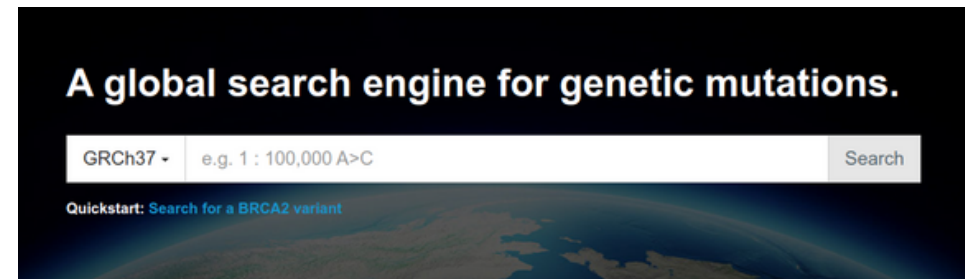 A global search engine for genetic mutations.
GRCh37 e.g. 1 : 100,000 A>C Search
Quickstart: Search for a BRCA2 variant